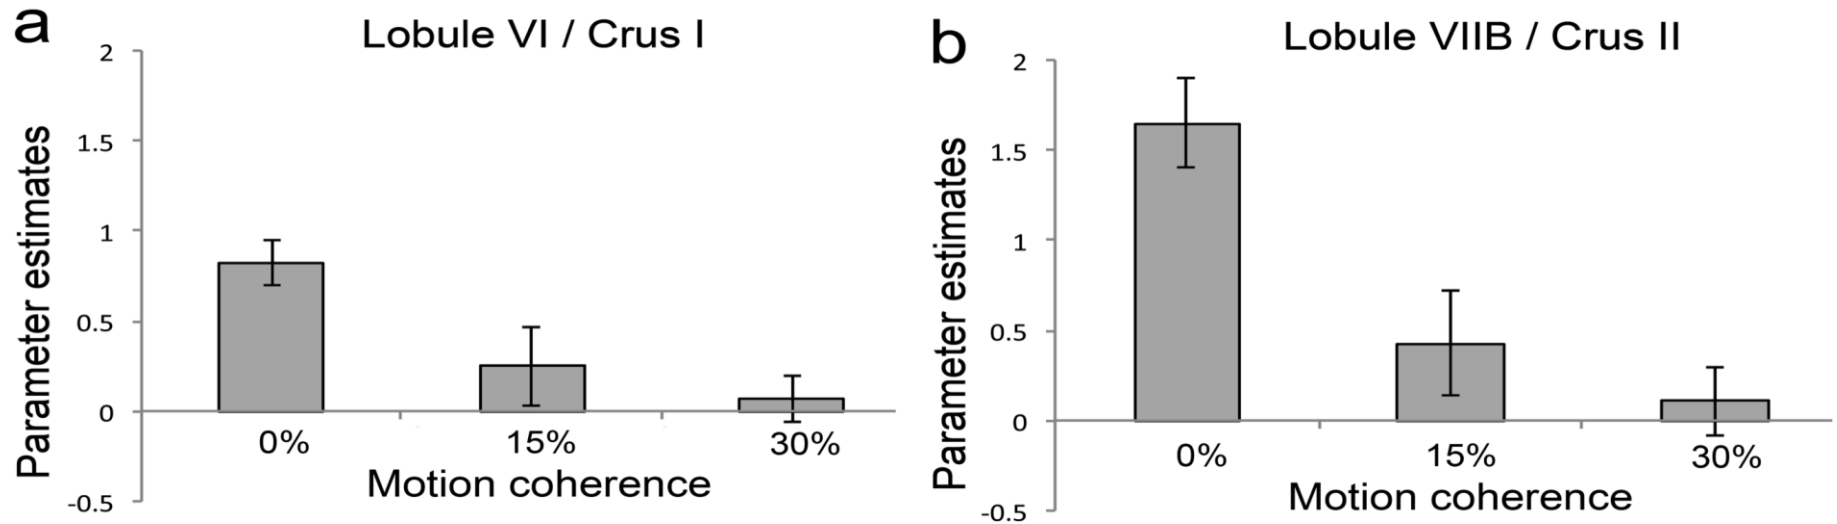 a
Lobule VI / Crus I
Parameter estimates
2
1.5
1
0.5
0
-0.5
0%
15%
30%
Motion coherence
b
Lobule VIIB / Crus II
Parameter estimates
2
1.5
1
0.5
0
-0.5
0%
15%
30%
Motion coherence